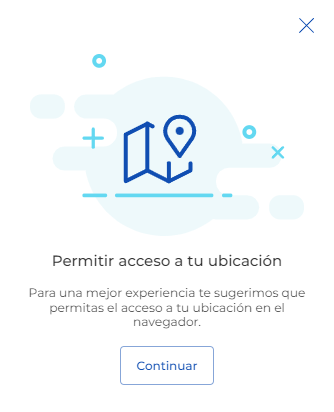 Permitir acceso a tu ubicación
Para una mejor experiencia te sugerimos que
permitas el acceso a tu ubicación en el
navegador.
Continuar